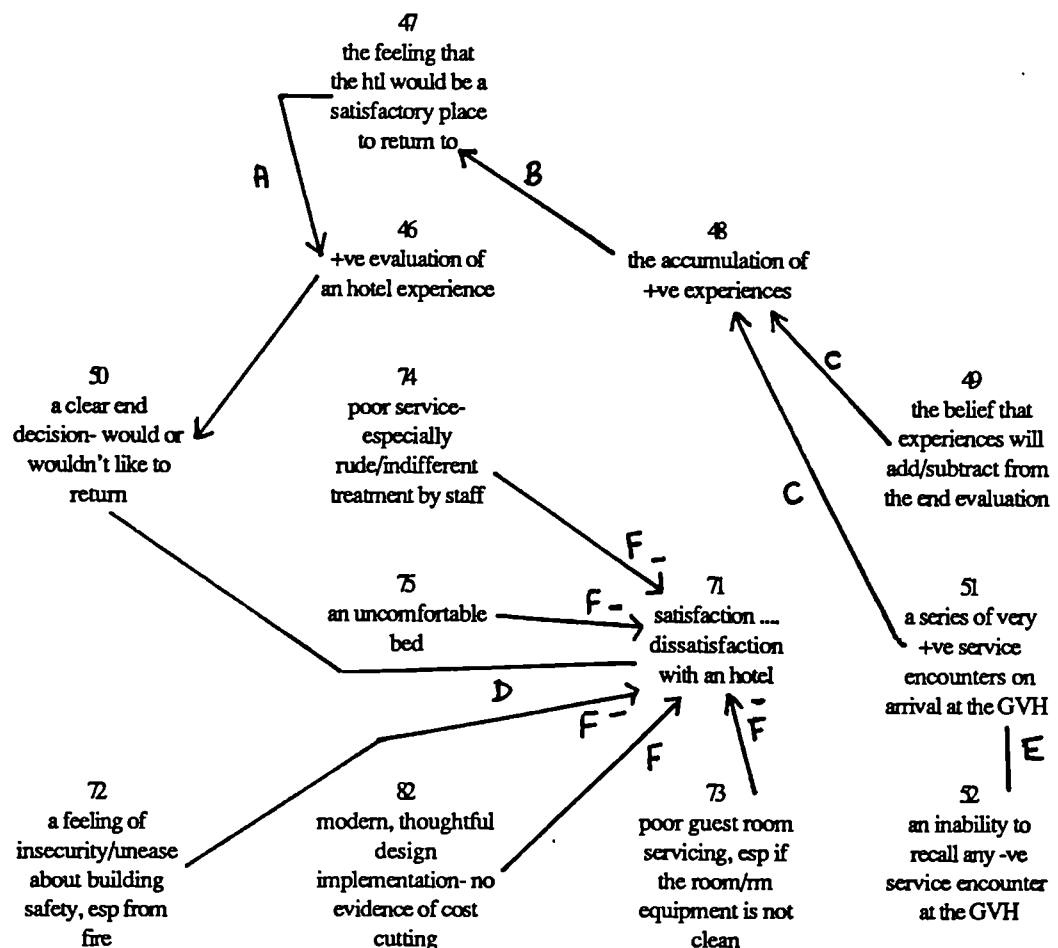 47
the feeling that
the htl would be a
satisfactory place
to return to
A
B
46
+ve evaluation of
an hotel experience
48
the accumulation of
+ve experiences
C
50
a clear end
decision- would or
wouldn't like to
return
74
poor service-
especially
rude/indifferent
treatment by staff
49
the belief that
experiences will
add/subtract from
the end evaluation
C
F -
75
an uncomfortable
bed
F -
71
satisfaction ....
dissatisfaction
with an hotel
51
a series of very
+ve service
encounters on
arrival at the GVH
D
F -
F
- F
E
72
a feeling of
insecurity/unease
about building
safety, esp from
fire
82
modern, thoughtful
design
implementation- no
evidence of cost
cutting
73
poor guest room
servicing, esp if
the room/rm
equipment is not
clean
52
an inability to
recall any -ve
service encounter
at the GVH